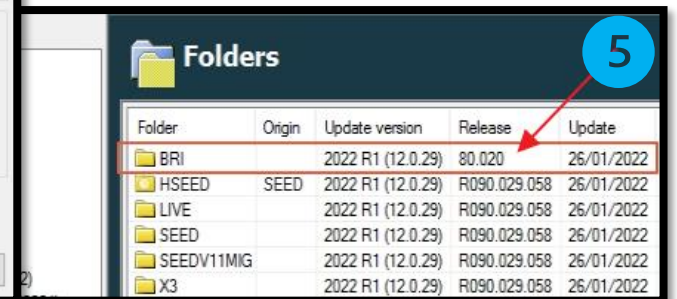 Folders
5
Folder Origin Update version Release Update
BRI 2022 R1 (12.0.29) 80.020 26/01/2022
HSEED SEED 2022 R1 (12.0.29) R090.029.058 26/01/2022
LIVE 2022 R1 (12.0.29) R090.029.058 26/01/2022
SEED 2022 R1 (12.0.29) R090.029.058 26/01/2022
SEEDV11MIG 2022 R1 (12.0.29) R090.029.058 26/01/2022
2)
X3 2022 R1 (12.0.29) R090.029.058 26/01/2022